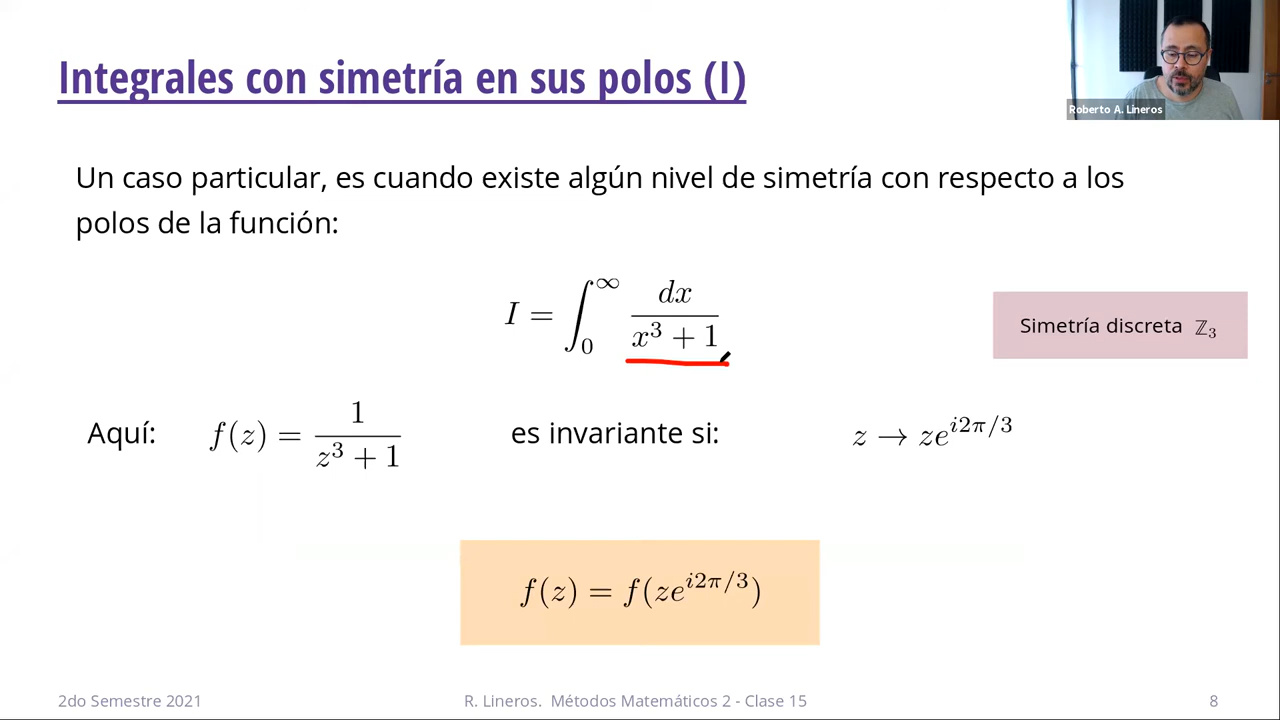 Integrales con simetría en sus polos (I)
Roberto A. Lineros
Un caso particular, es cuando existe algún nivel de simetría con respecto a los
polos de la función:
I = ∫₀^∞ dx / (x³ + 1)
Simetría discreta ℤ₃
Aquí: f(z) = 1 / (z³ + 1) es invariante si: z → ze^{i2π/3}
f(z) = f(ze^{i2π/3})
2do Semestre 2021 R. Lineros. Métodos Matemáticos 2 - Clase 15 8